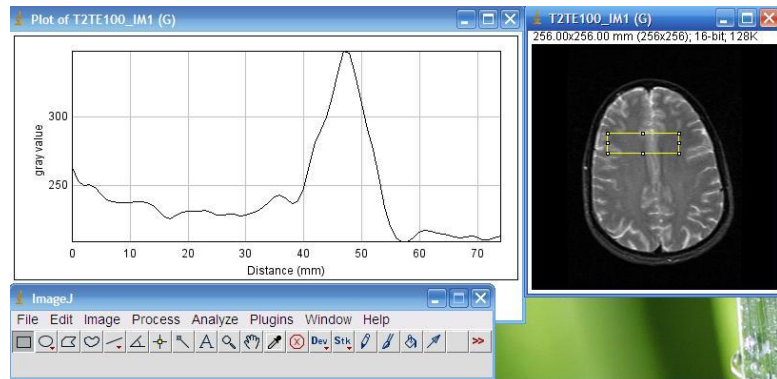 Plot of T2TE100_IM1 (G)
300
250
gray value
0 10 20 30 40 50 60 70
Distance (mm)
T2TE100_IM1 (G)
256.00x256.00 mm (256x256); 16-bit; 128K
ImageJ
File Edit Image Process Analyze Plugins Window Help
A Dev Stk >>